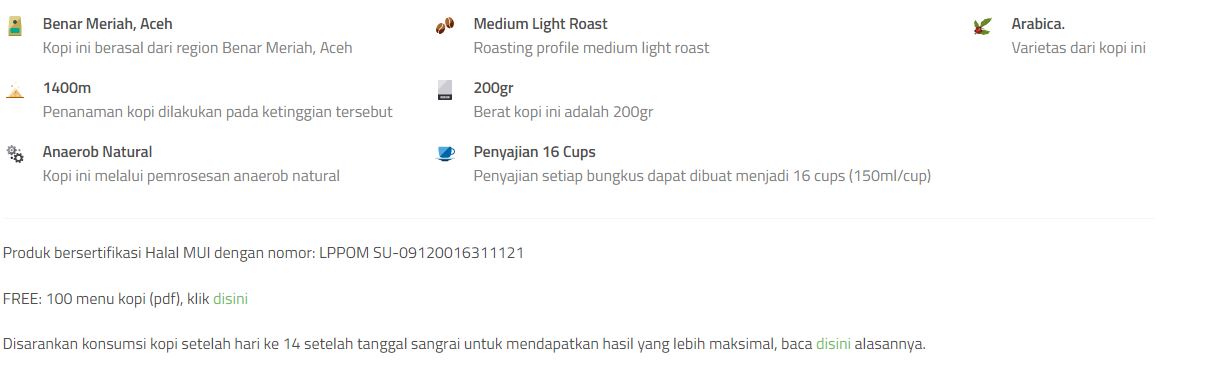 Benar Meriah, Aceh
Kopi ini berasal dari region Benar Meriah, Aceh
Medium Light Roast
Roasting profile medium light roast
Arabica.
Varietas dari kopi ini
1400m
Penanaman kopi dilakukan pada ketinggian tersebut
200gr
Berat kopi ini adalah 200gr
Anaerob Natural
Kopi ini melalui pemrosesan anaerob natural
Penyajian 16 Cups
Penyajian setiap bungkus dapat dibuat menjadi 16 cups (150ml/cup)
Produk bersertifikasi Halal MUI dengan nomor: LPPOM SU-09120016311121
FREE: 100 menu kopi (pdf), klik disini
Disarankan konsumsi kopi setelah hari ke 14 setelah tanggal sangrai untuk mendapatkan hasil yang lebih maksimal, baca disini alasannya.